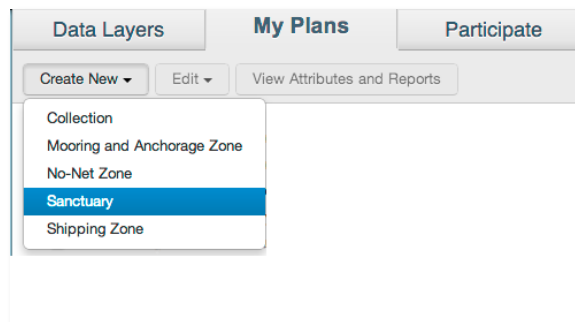 Data Layers My Plans Participate
Create New Edit View Attributes and Reports
Collection
Mooring and Anchorage Zone
No-Net Zone
Sanctuary
Shipping Zone